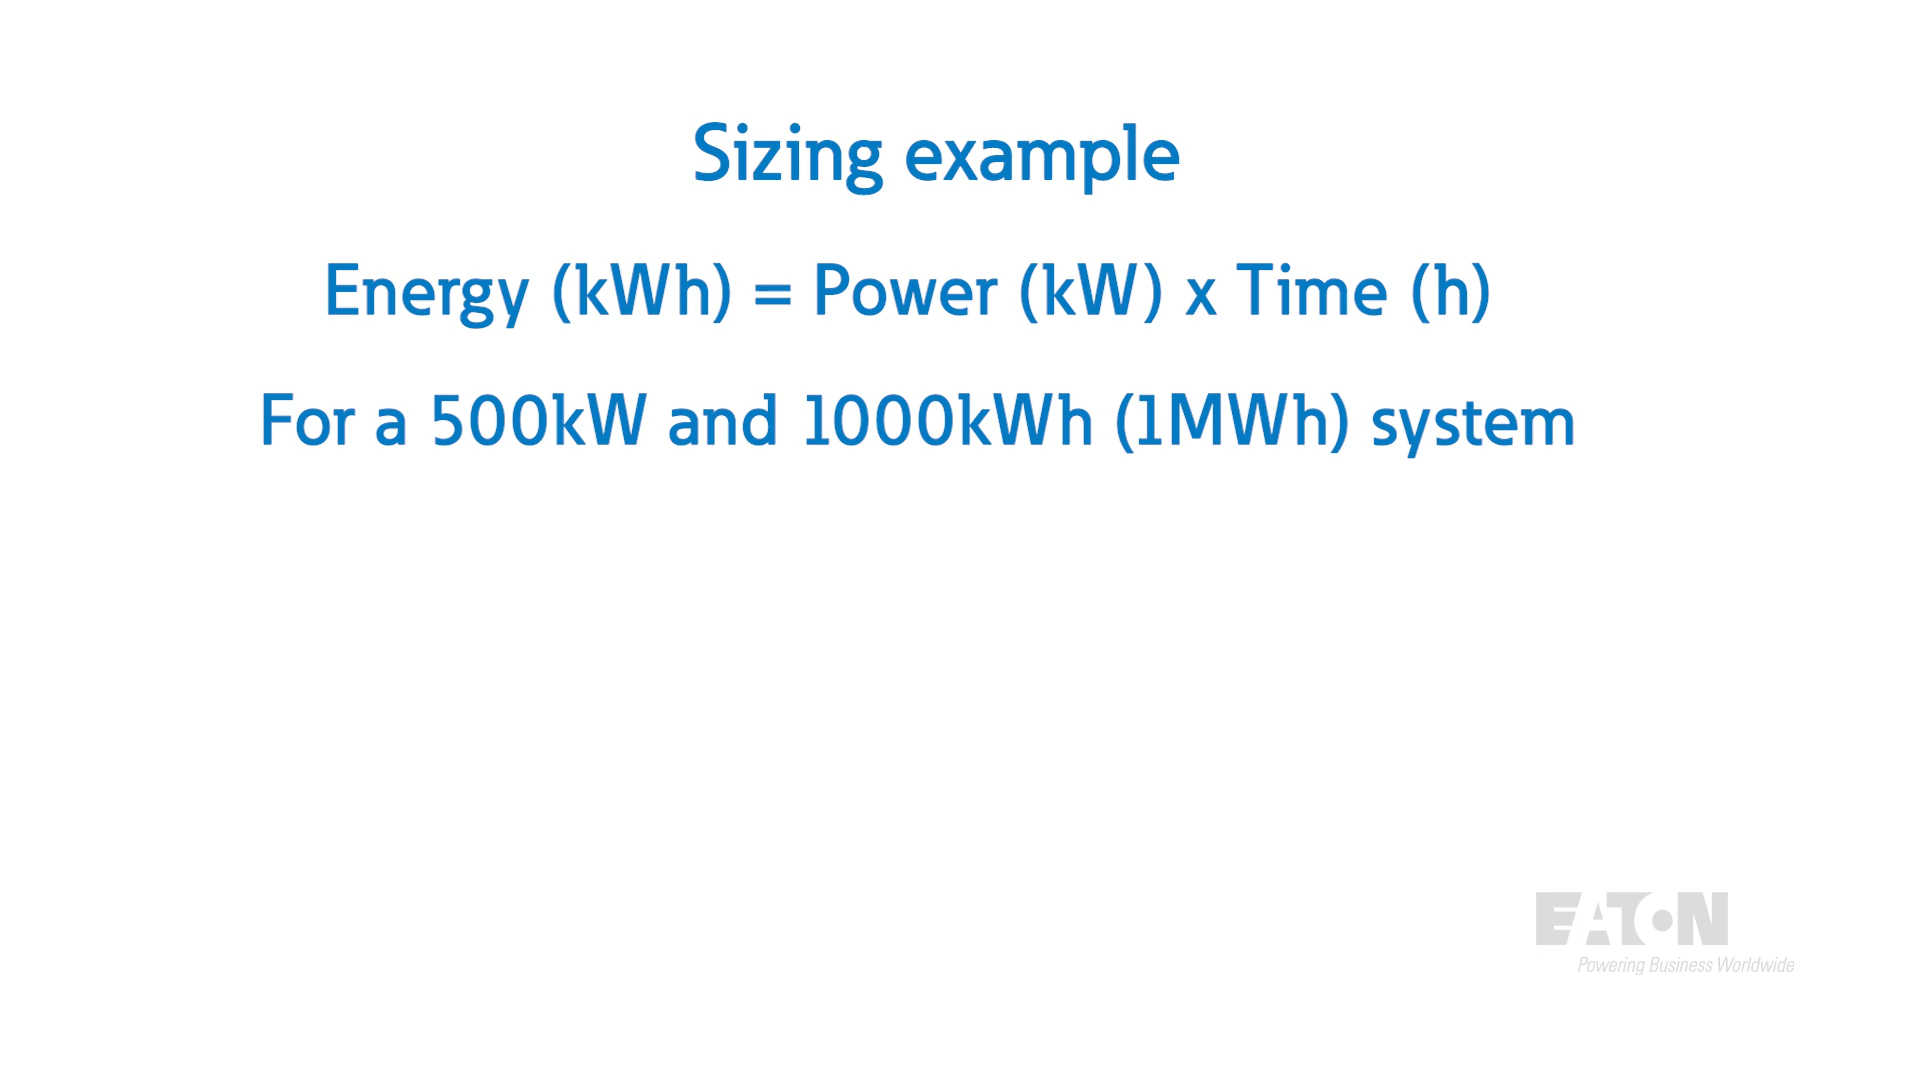 Sizing example
Energy (kWh) = Power (kW) x Time (h)
For a 500kW and 1000kWh (1MWh) system
EATON
Powering Business Worldwide